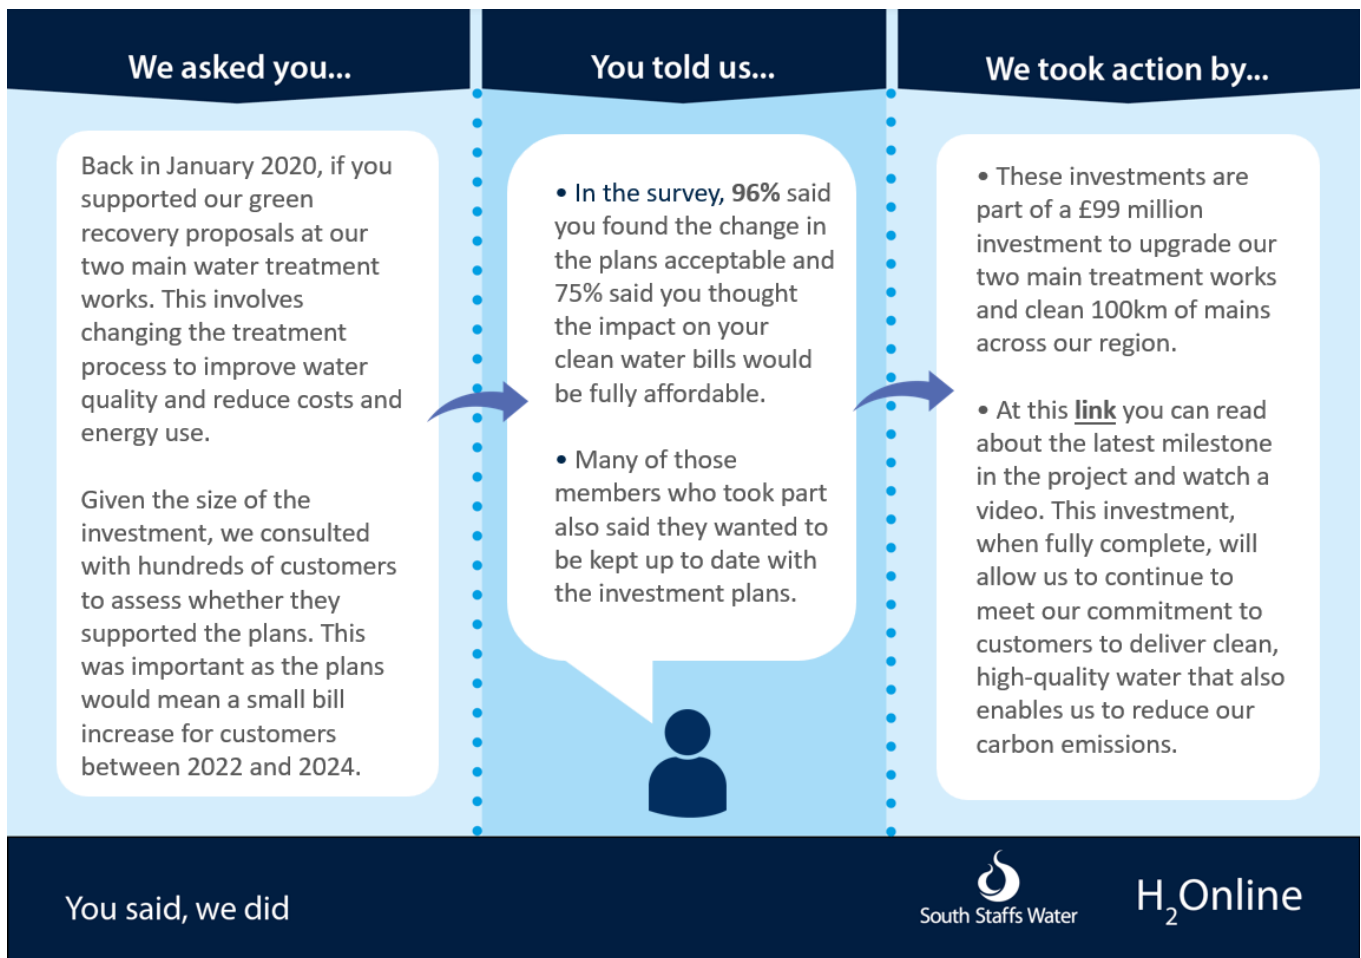 We asked you...
Back in January 2020, if you
supported our green
recovery proposals at our
two main water treatment
works. This involves
changing the treatment
process to improve water
quality and reduce costs and
energy use.
Given the size of the
investment, we consulted
with hundreds of customers
to assess whether they
supported the plans. This
was important as the plans
would mean a small bill
increase for customers
between 2022 and 2024.
You told us...
• In the survey, 96% said
you found the change in
the plans acceptable and
75% said you thought
the impact on your
clean water bills would
be fully affordable.
• Many of those
members who took part
also said they wanted to
be kept up to date with
the investment plans.
We took action by...
• These investments are
part of a £99 million
investment to upgrade our
two main treatment works
and clean 100km of mains
across our region.
• At this link you can read
about the latest milestone
in the project and watch a
video. This investment,
when fully complete, will
allow us to continue to
meet our commitment to
customers to deliver clean,
high-quality water that also
enables us to reduce our
carbon emissions.
You said, we did
South Staffs Water
H2Online